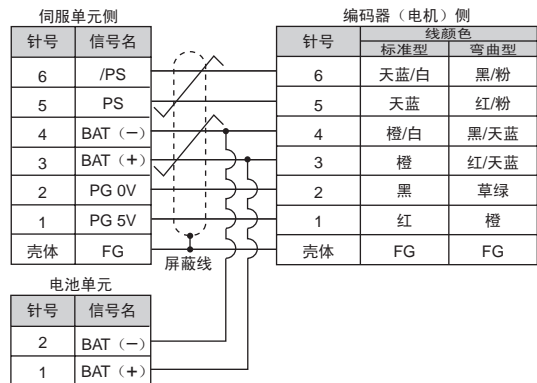 伺服单元侧
针号 信号名
6 /PS
5 PS
4 BAT（−）
3 BAT（+）
2 PG 0V
1 PG 5V
壳体 FG
屏蔽线
编码器（电机）侧
针号 线颜色
标准型 弯曲型
6 天蓝/白 黑/粉
5 天蓝 红/粉
4 橙/白 黑/天蓝
3 橙 红/天蓝
2 黑 草绿
1 红 橙
壳体 FG FG
电池单元
针号 信号名
2 BAT（−）
1 BAT（+）